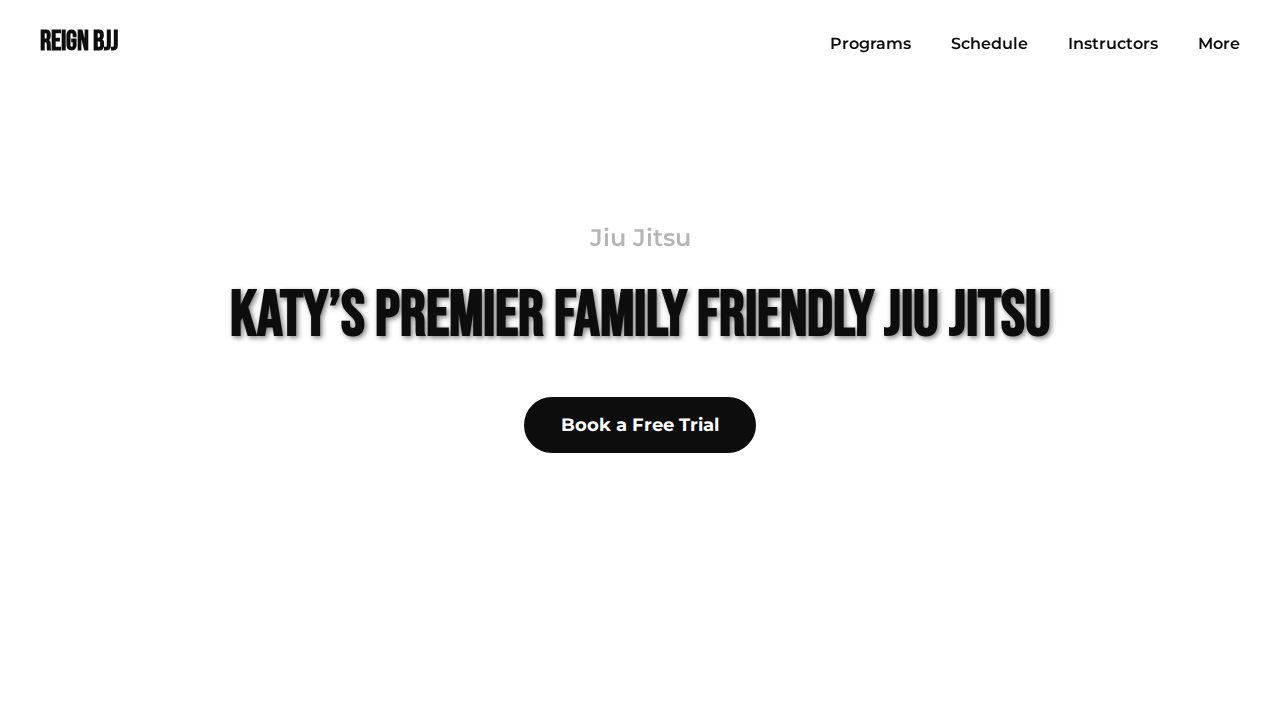 REIGN BJJ
Programs Schedule Instructors More
Jiu Jitsu
KATY’S PREMIER FAMILY FRIENDLY JIU JITSU
Book a Free Trial